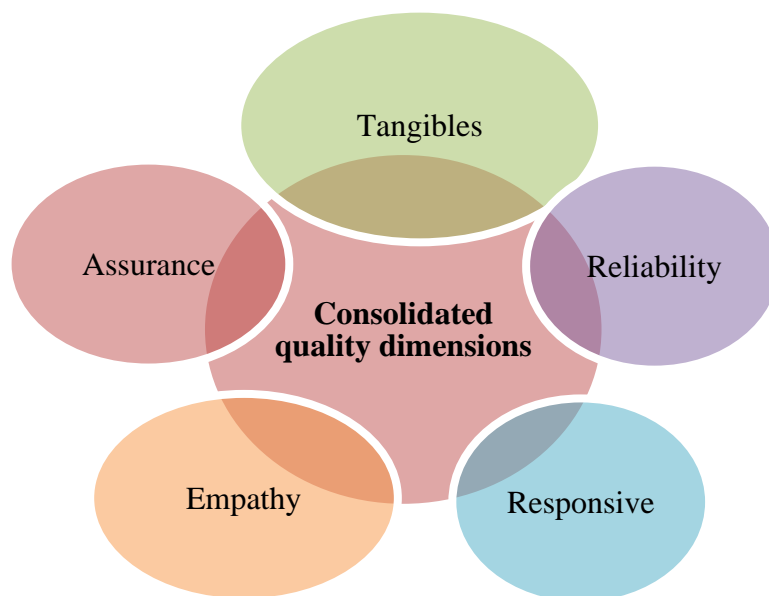 Tangibles
Assurance
Reliability
Consolidated
quality dimensions
Empathy
Responsive